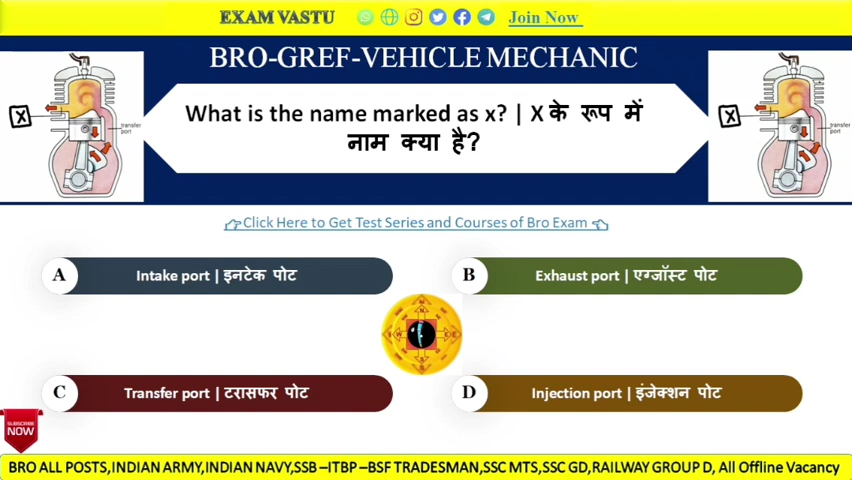 EXAM VASTU Join Now
BRO-GREF-VEHICLE MECHANIC
X
transfer
port
What is the name marked as x? | X के रूप में
नाम क्या है?
X
transfer
port
Click Here to Get Test Series and Courses of Bro Exam
A Intake port | इनटेक पोट
B Exhaust port | एग्जॉस्ट पोट
C Transfer port | टरासफर पोट
D Injection port | इंजेक्शन पोट
SUBSCRIBE
NOW
BRO ALL POSTS,INDIAN ARMY,INDIAN NAVY,SSB –ITBP –BSF TRADESMAN,SSC MTS,SSC GD,RAILWAY GROUP D, All Offline Vacancy